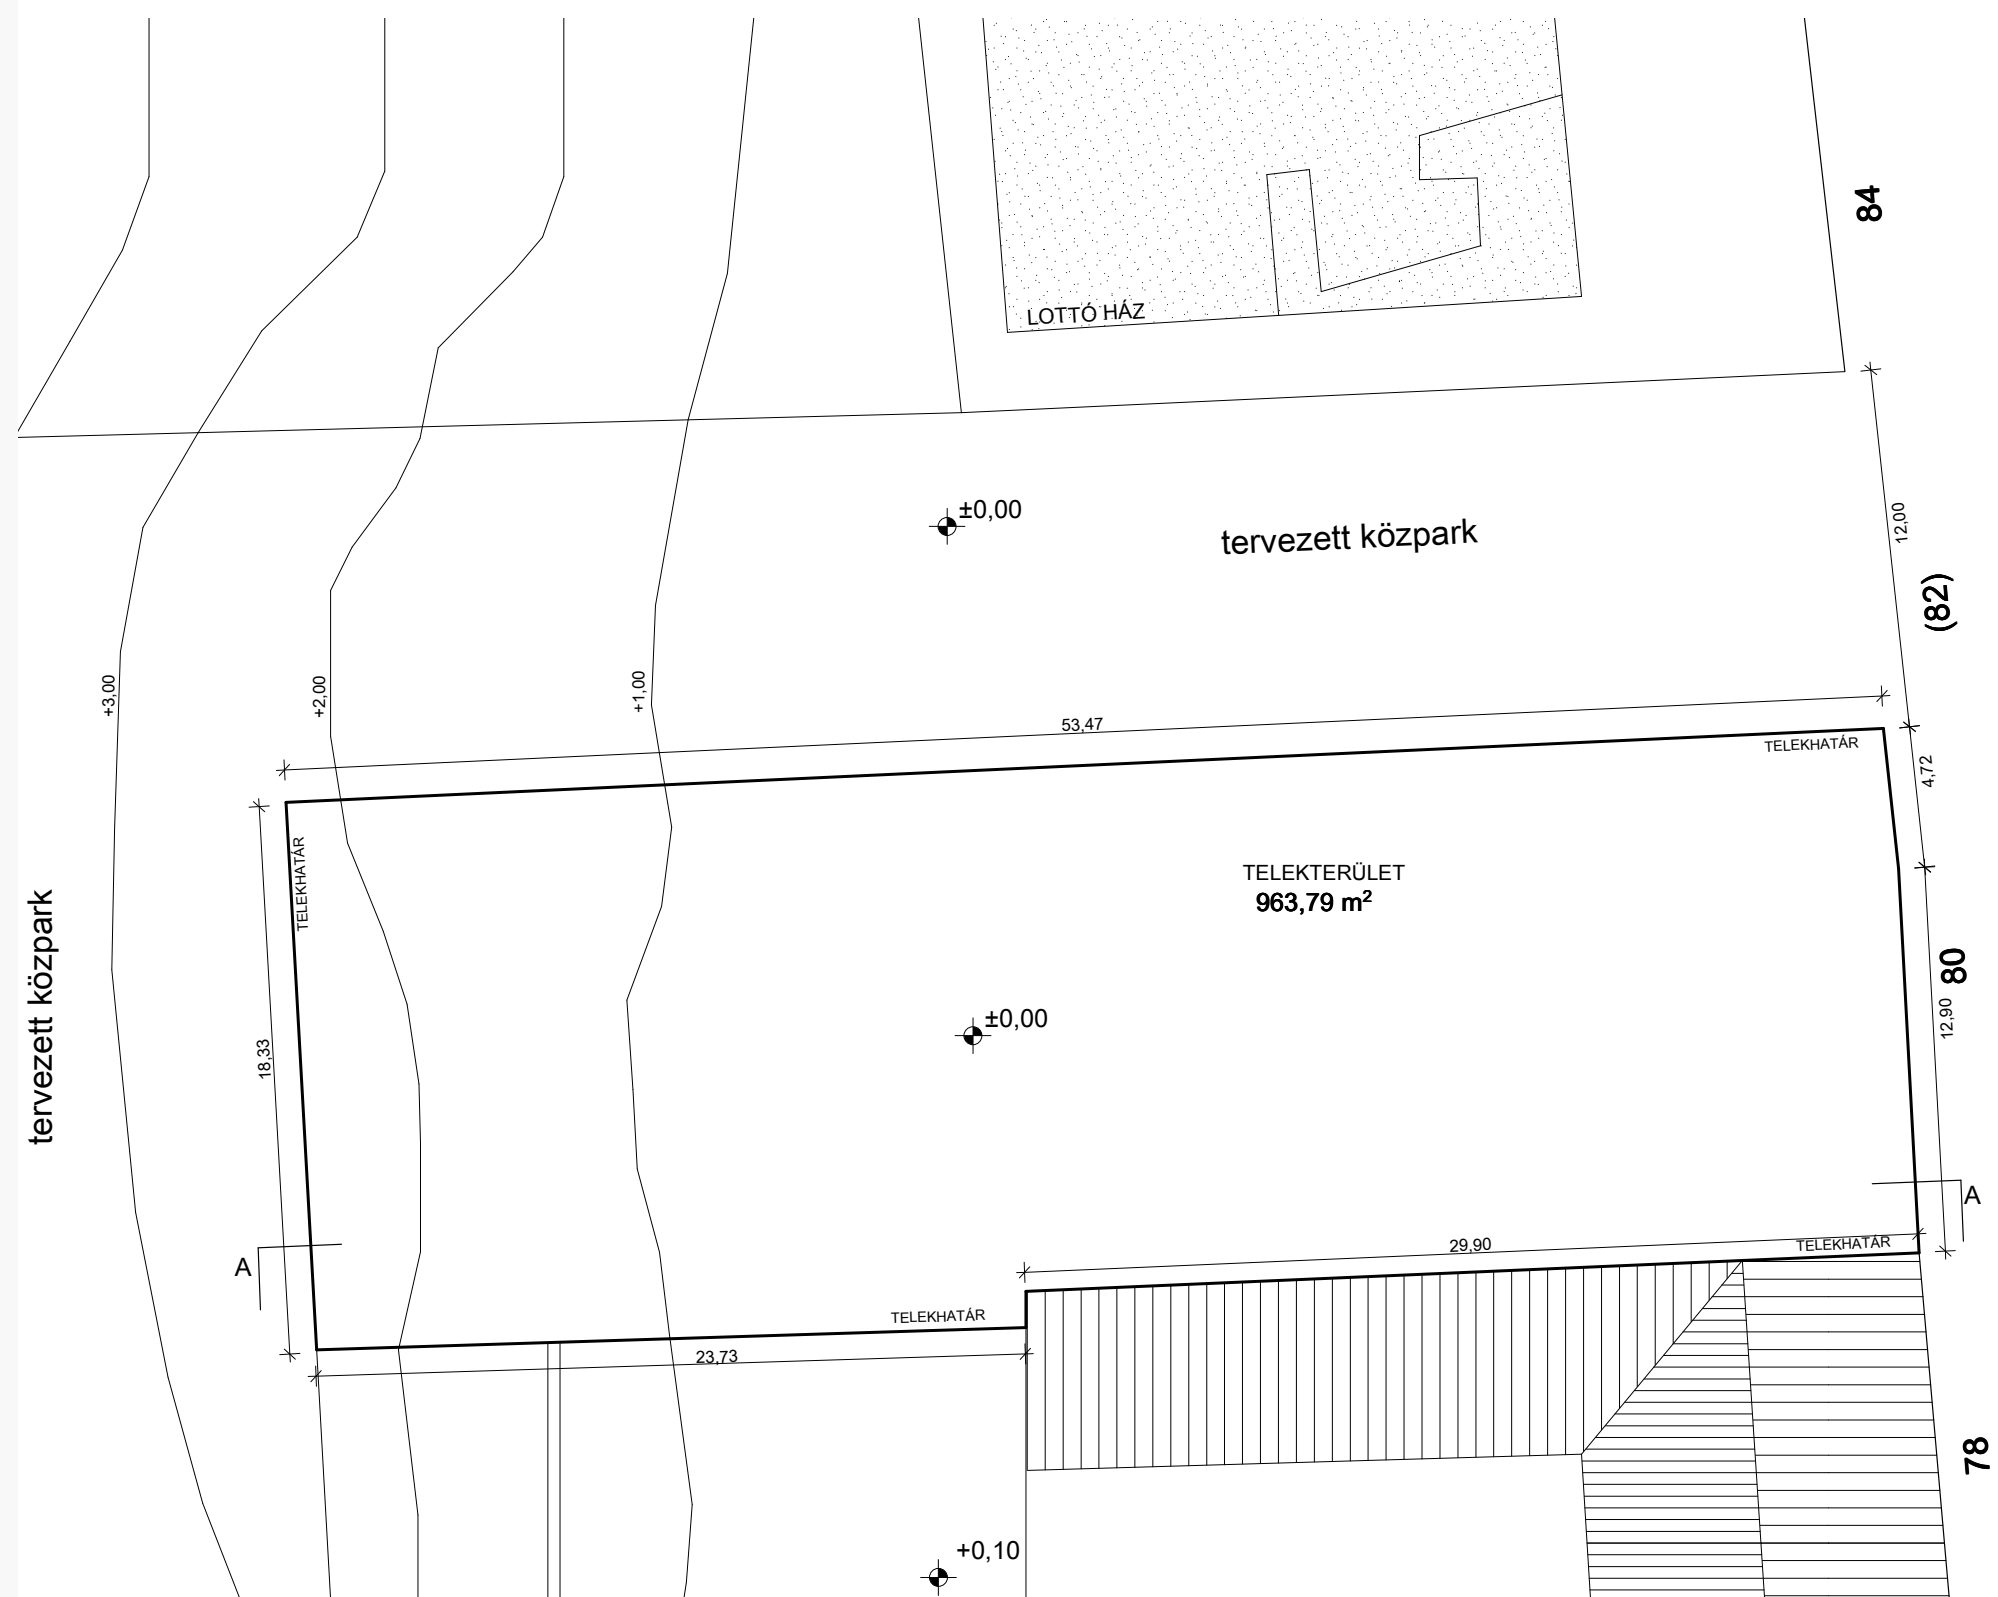 84
LOTTÓ HÁZ
±0,00
tervezett közpark
12,00
(82)
+3,00
+2,00
+1,00
53,47
TELEKHATÁR
4,72
TELEKHATÁR
TELEKTERÜLET
963,79 m²
tervezett közpark
80
±0,00
12,90
18,33
A
A
29,90
TELEKHATÁR
TELEKHATÁR
23,73
78
+0,10